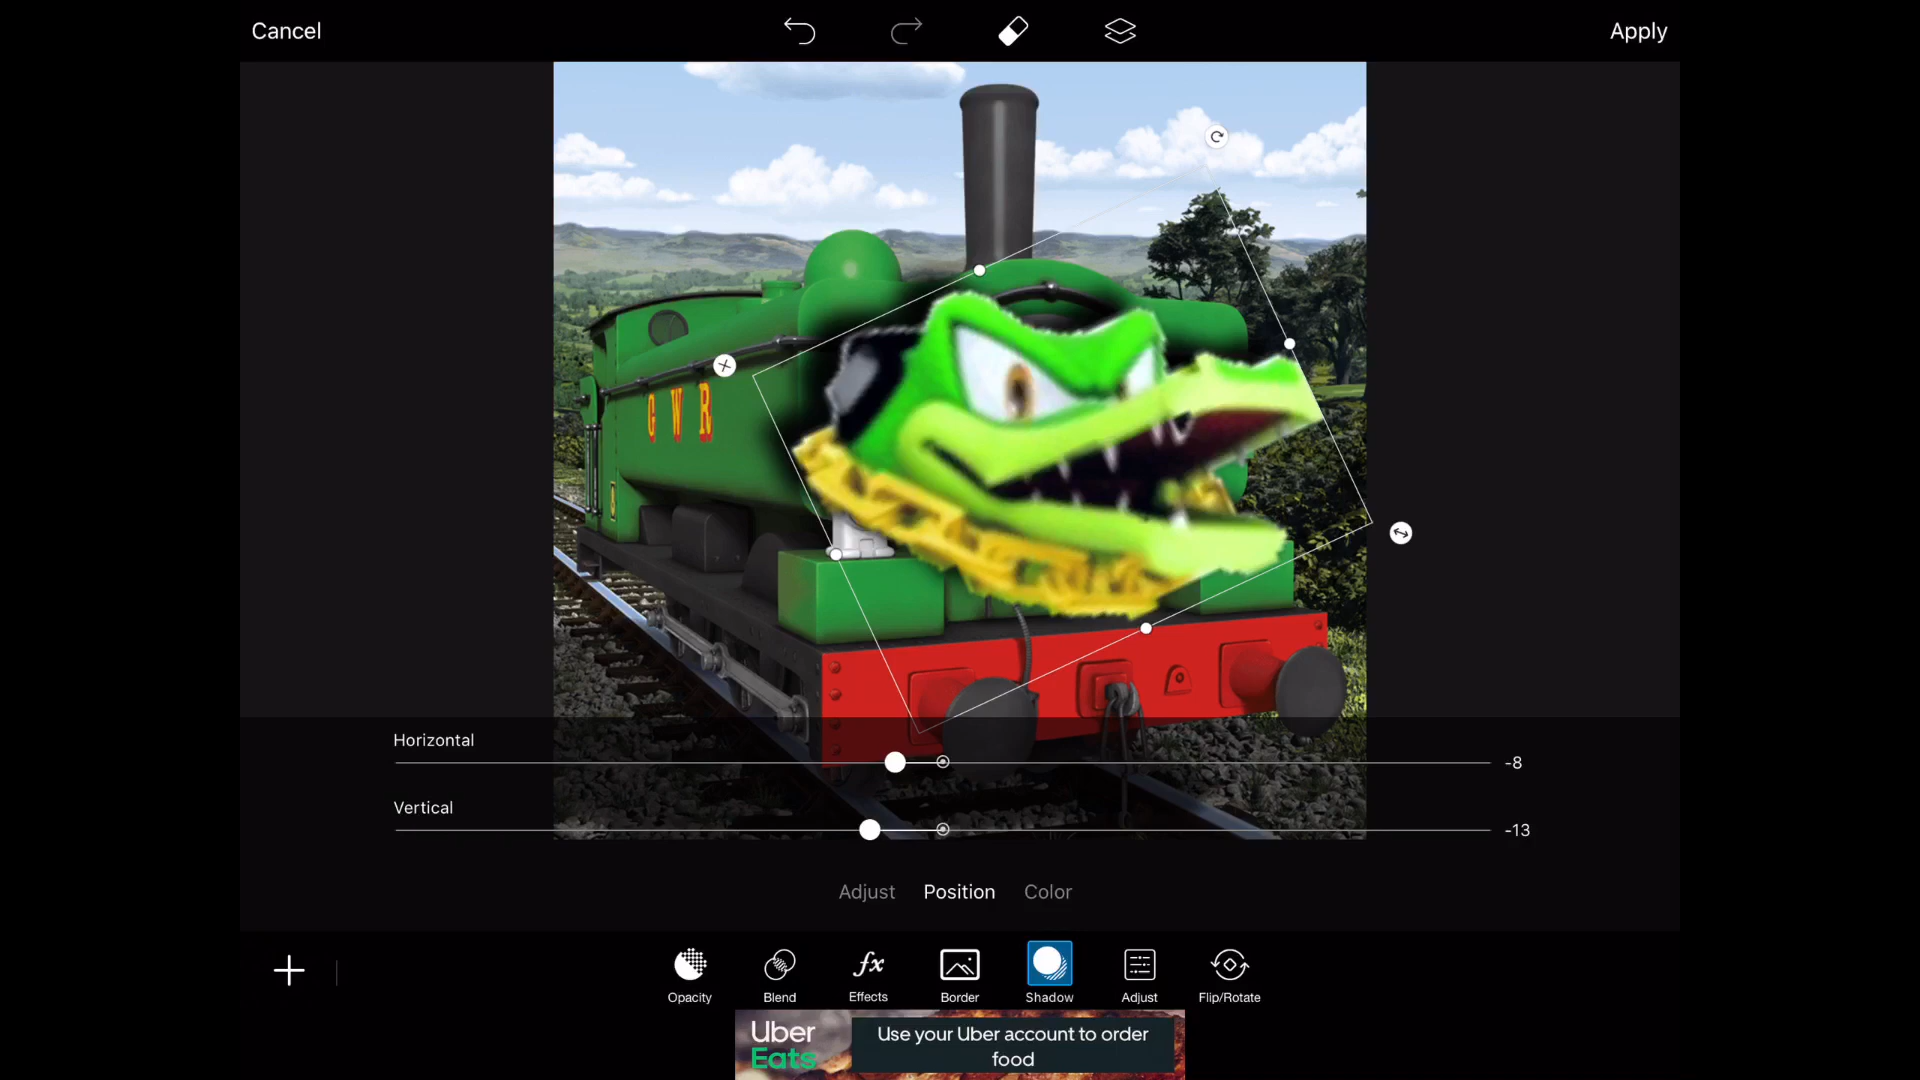 Cancel
Apply
G W R
Horizontal
-8
Vertical
-13
Adjust
Position
Color
Opacity
Blend
fx
Effects
Border
Shadow
Adjust
Flip/Rotate
Uber
Eats
Use your Uber account to order
food